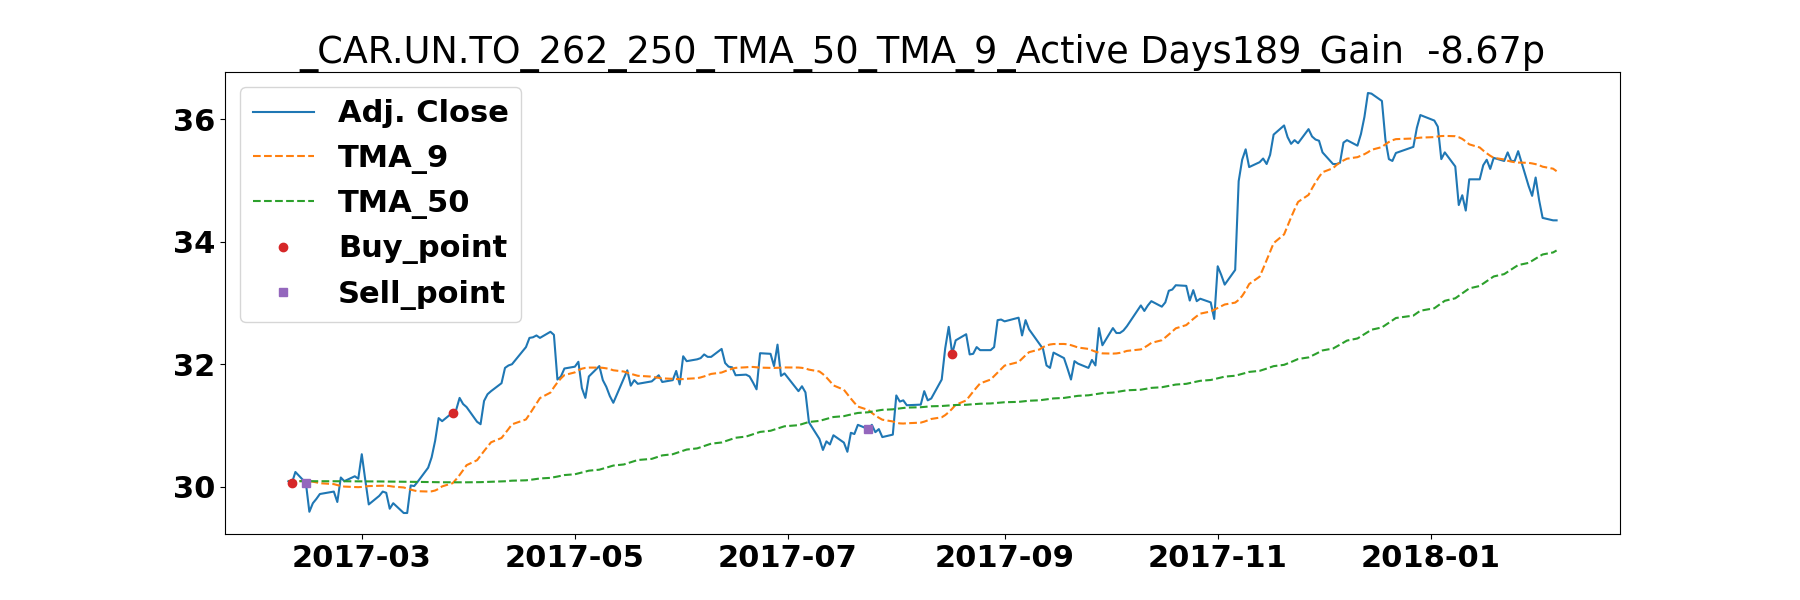 _CAR.UN.TO_262_250_TMA_50_TMA_9_Active Days189_Gain  -8.67p
Adj. Close
TMA_9
TMA_50
Buy_point
Sell_point
36
34
32
30
2017-03 2017-05 2017-07 2017-09 2017-11 2018-01